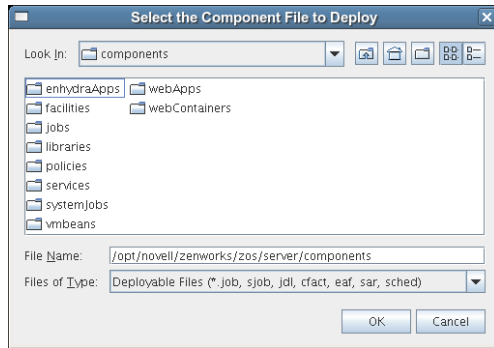 Select the Component File to Deploy
Look In: components
enhydraApps webApps
facilities webContainers
jobs
libraries
policies
services
systemJobs
vmbeans
File Name: /opt/novell/zenworks/zos/server/components
Files of Type: Deployable Files (*.job, sjob, jdl, cfact, eaf, sar, sched)
OK Cancel